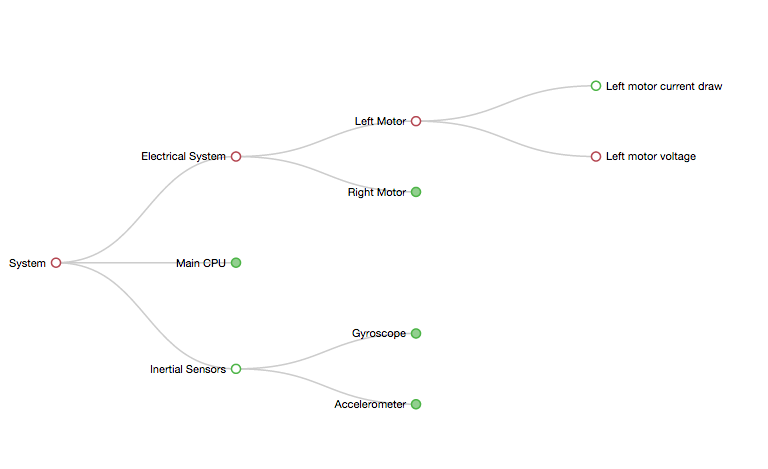 Left motor current draw
Left Motor
Electrical System
Left motor voltage
Right Motor
System
Main CPU
Gyroscope
Inertial Sensors
Accelerometer